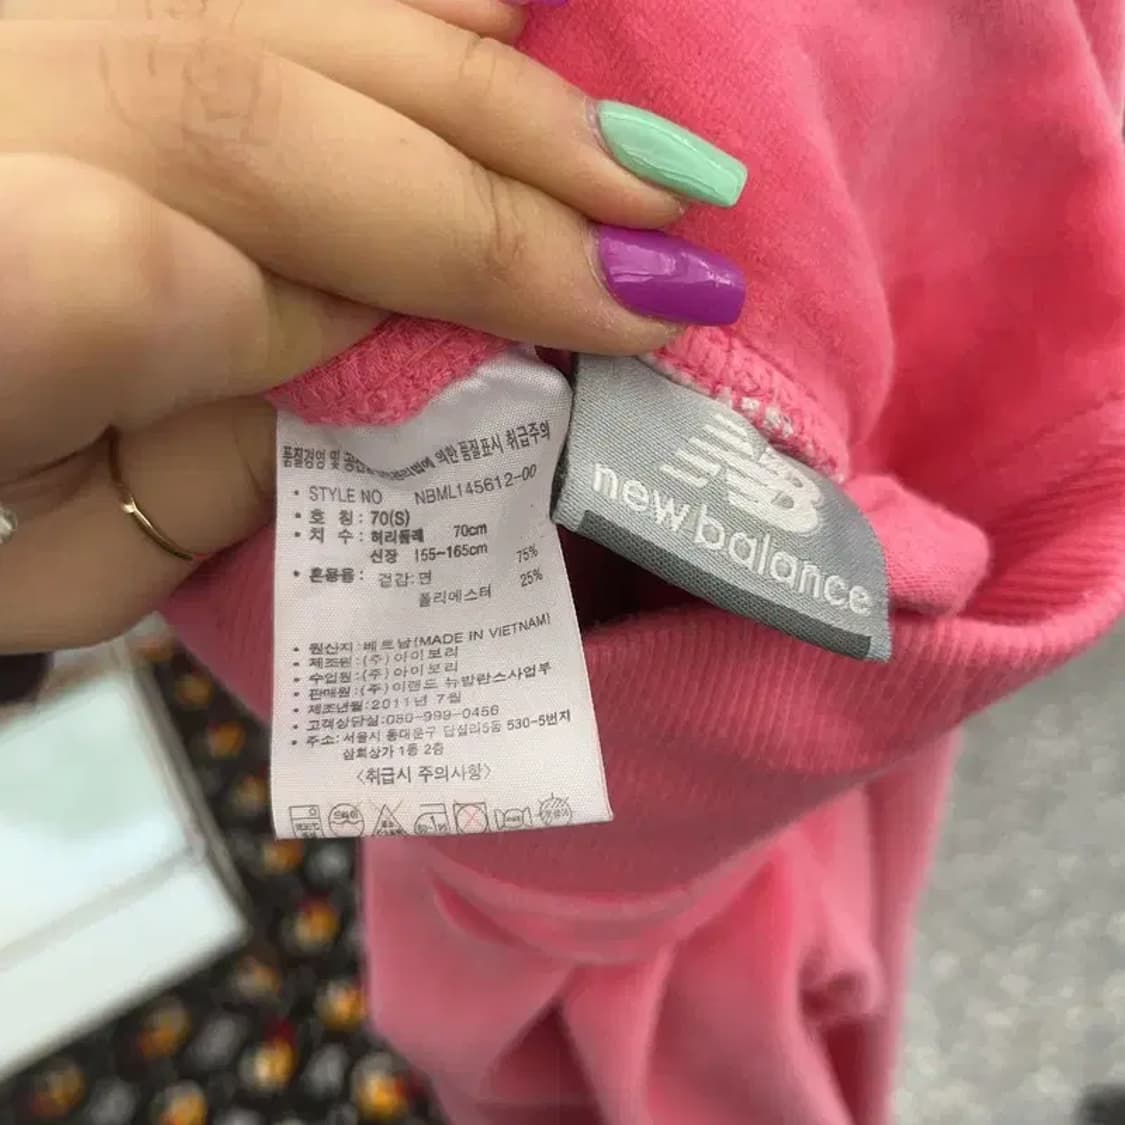 품질경영 및 공산품안전관리법에 의한 품질표시 취급주의
• STYLE NO NBML145612-00
• 호 칭 : 70(S)
• 치 수 : 허리둘레 70cm
신장 155~165cm
• 혼용율 : 겉감:면 75%
폴리에스터 25%
• 원산지:베트남(MADE IN VIETNAM)
• 제조원:(주)아이보리
• 수입원:(주)아이보리
• 판매원:(주)이랜드 뉴발란스사업부
• 제조년월:2011년 7월
• 고객상담실:080-999-0456
• 주소:서울시 동대문구 답십리5동 530-5번지
삼희상가 1동 2층
<취급시 주의사항>
드라이
NB
new balance